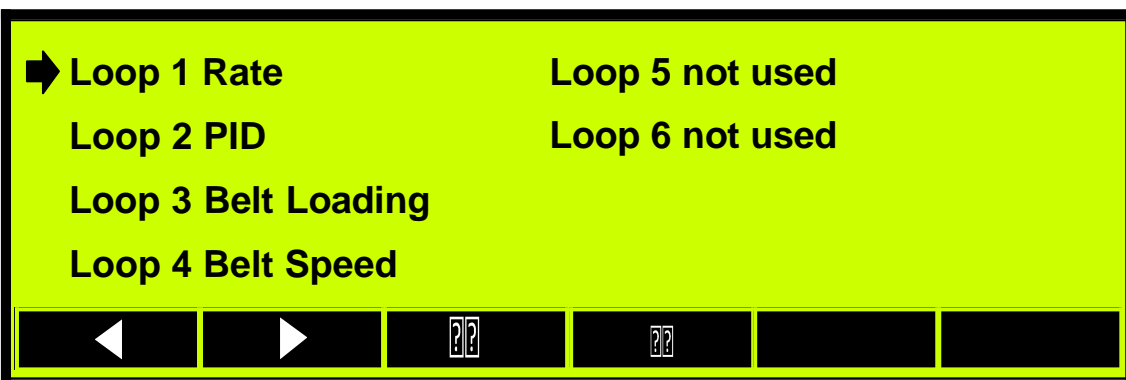 Loop 1 Rate
Loop 2 PID
Loop 3 Belt Loading
Loop 4 Belt Speed
Loop 5 not used
Loop 6 not used